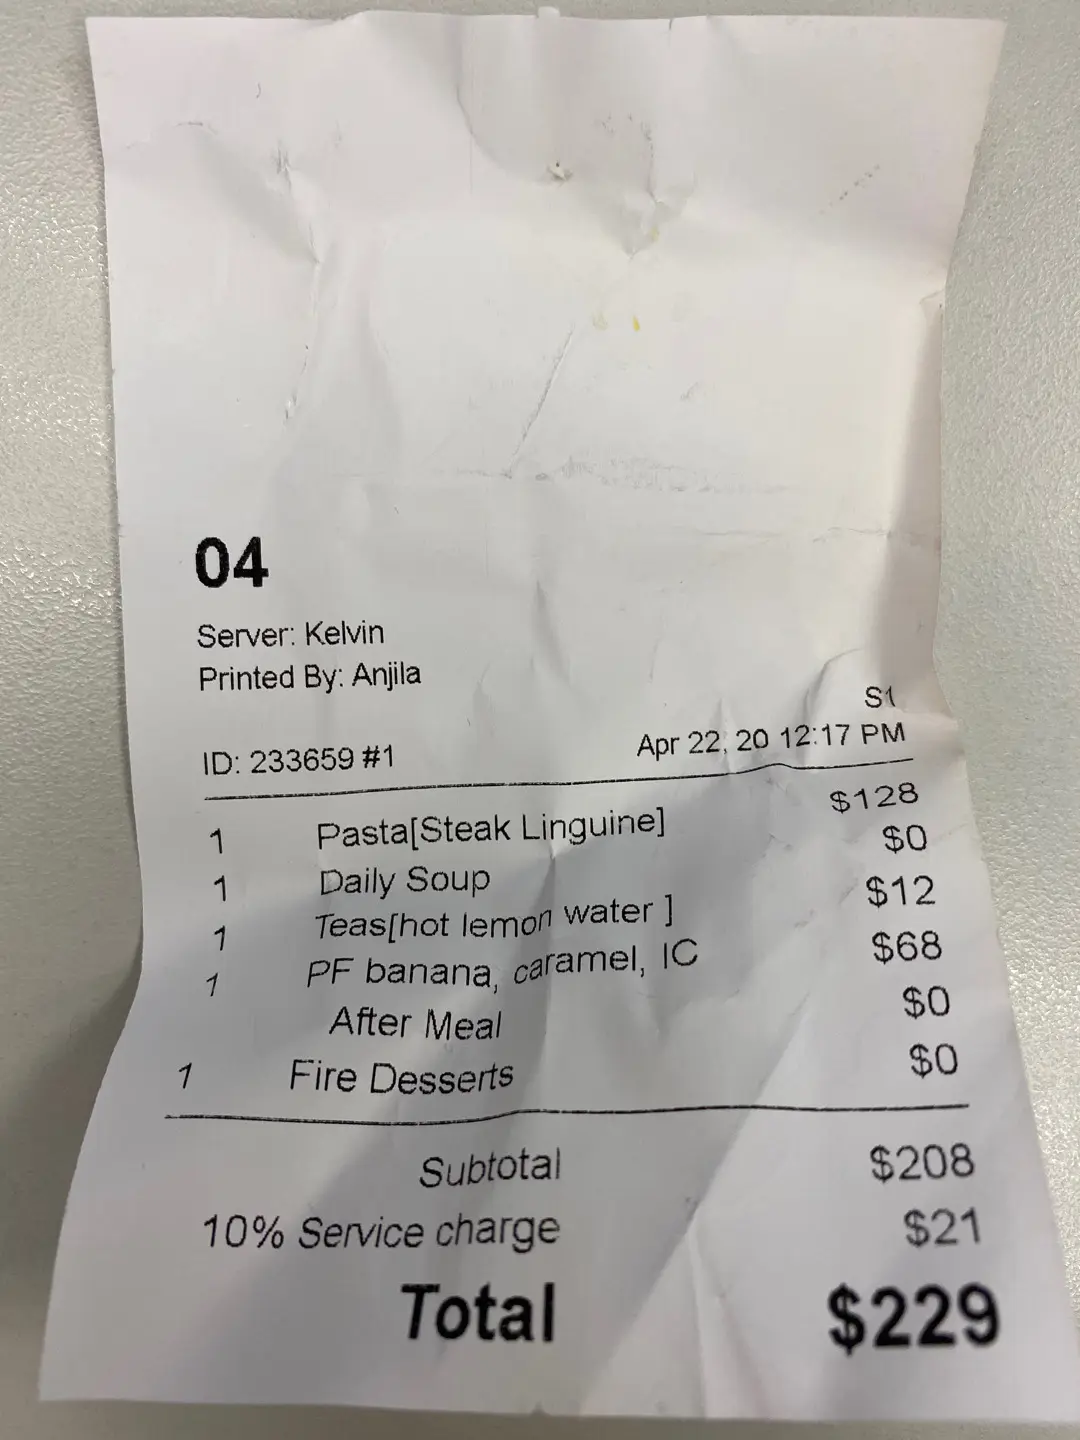 04
Server: Kelvin
Printed By: Anjila
S1
ID: 233659 #1 Apr 22, 20 12:17 PM
1 Pasta[Steak Linguine] $128
1 Daily Soup $0
1 Teas[hot lemon water ] $12
1 PF banana, caramel, IC $68
After Meal $0
1 Fire Desserts $0
Subtotal $208
10% Service charge $21
Total $229